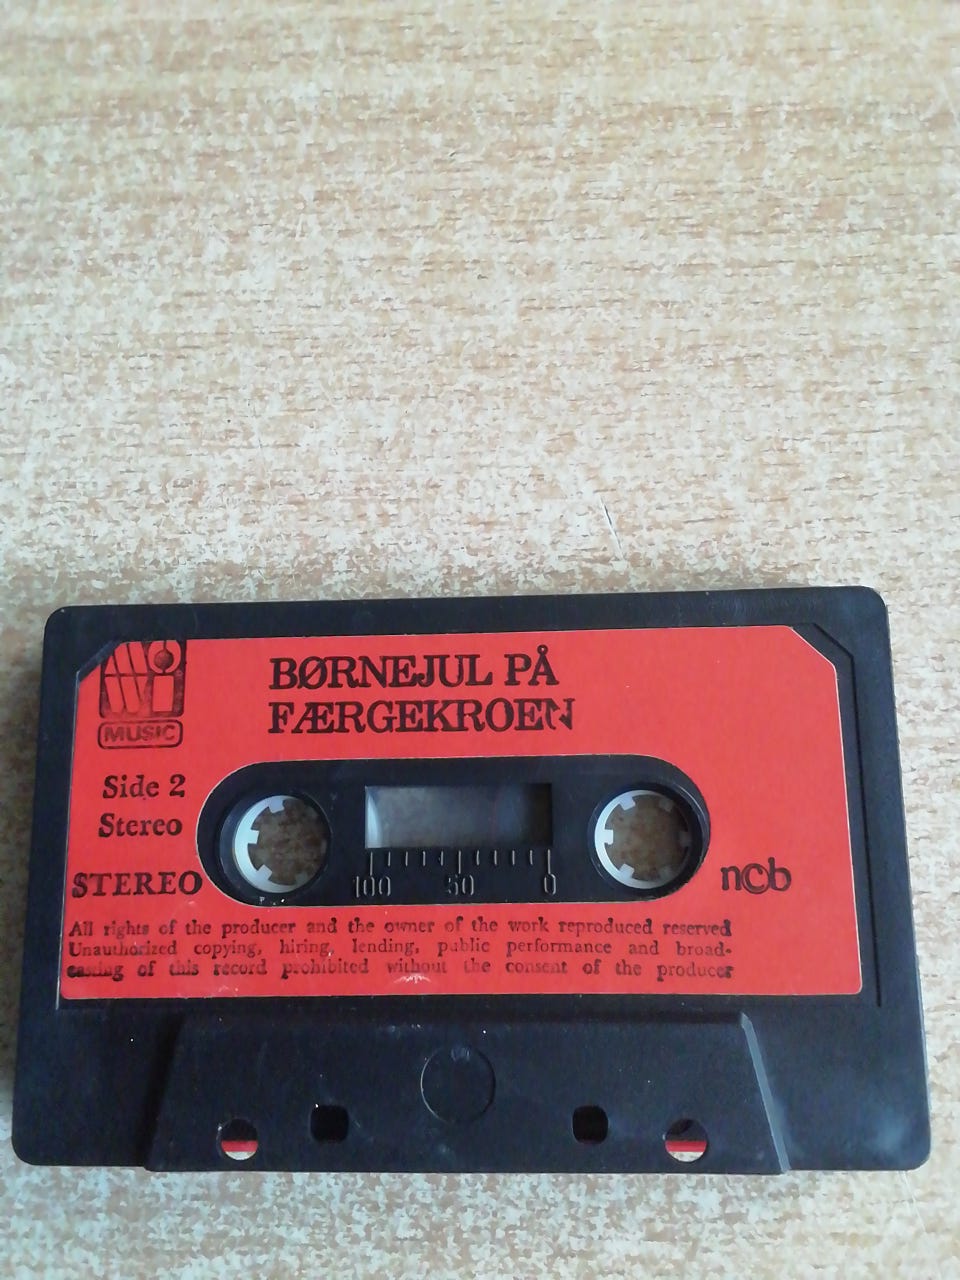 BØRNEJUL PÅ
FÆRGEKROEN
MUSIC
Side 2
Stereo
STEREO
100 50 0
ncb
All rights of the producer and the owner of the work reproduced reserved
Unauthorized copying, hiring, lending, public performance and broad-
casting of this record prohibited without the consent of the producer